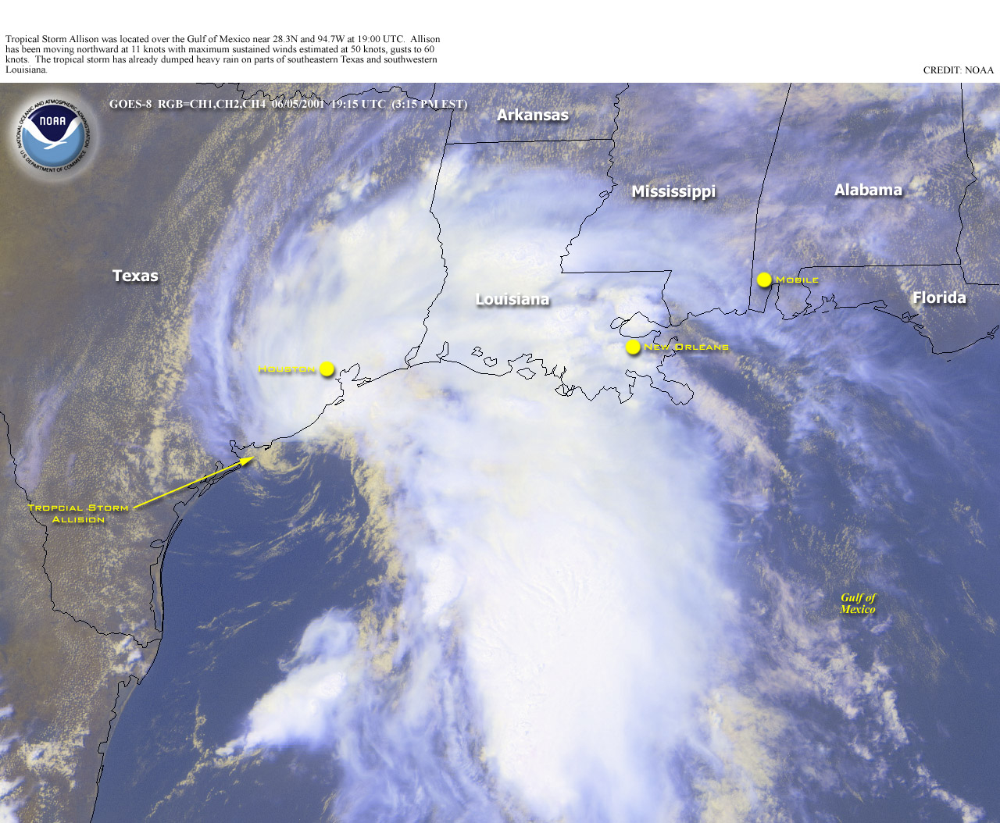 Tropical Storm Allison was located over the Gulf of Mexico near 28.3N and 94.7W at 19:00 UTC.  Allison
has been moving northward at 11 knots with maximum sustained winds estimated at 50 knots, gusts to 60
knots.  The tropical storm has already dumped heavy rain on parts of southeastern Texas and southwestern
Louisiana.
CREDIT: NOAA
GOES-8  RGB=CH1,CH2,CH4  06/05/2001  19:15 UTC  (3:15 PM EST)
NATIONAL OCEANIC AND ATMOSPHERIC ADMINISTRATION
NOAA
U.S. DEPARTMENT OF COMMERCE
Arkansas
Mississippi
Alabama
Texas
Mobile
Louisiana
Florida
New Orleans
Houston
Tropcial Storm
Allision
Gulf of
Mexico